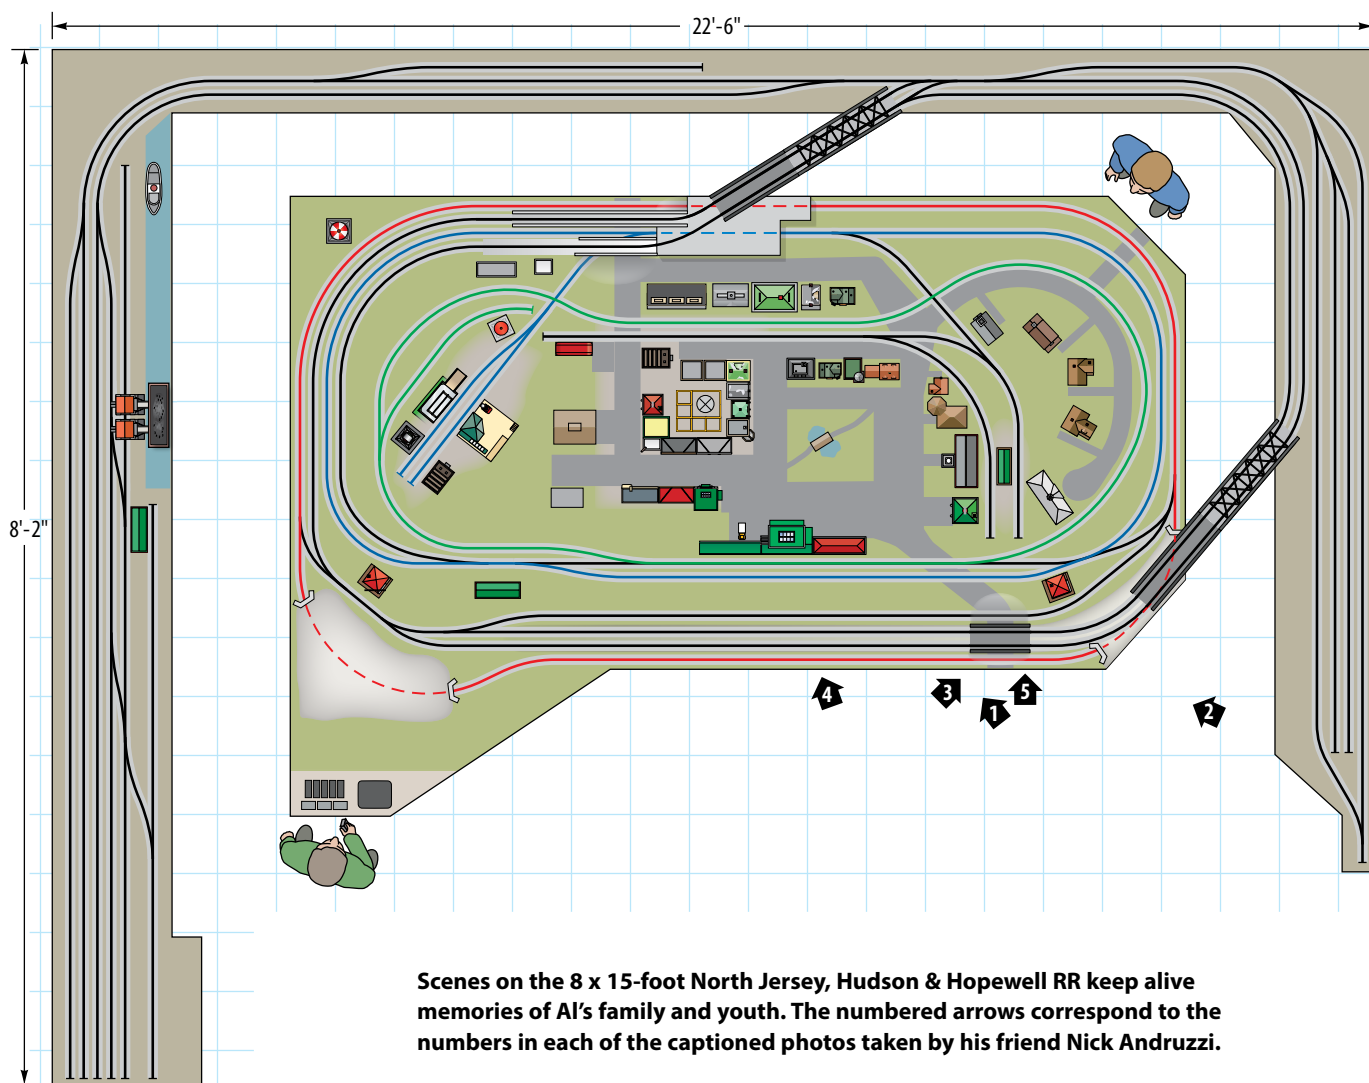 22'-6"
8'-2"
4
3
1
5
2
Scenes on the 8 x 15-foot North Jersey, Hudson & Hopewell RR keep alive
memories of Al’s family and youth. The numbered arrows correspond to the
numbers in each of the captioned photos taken by his friend Nick Andruzzi.